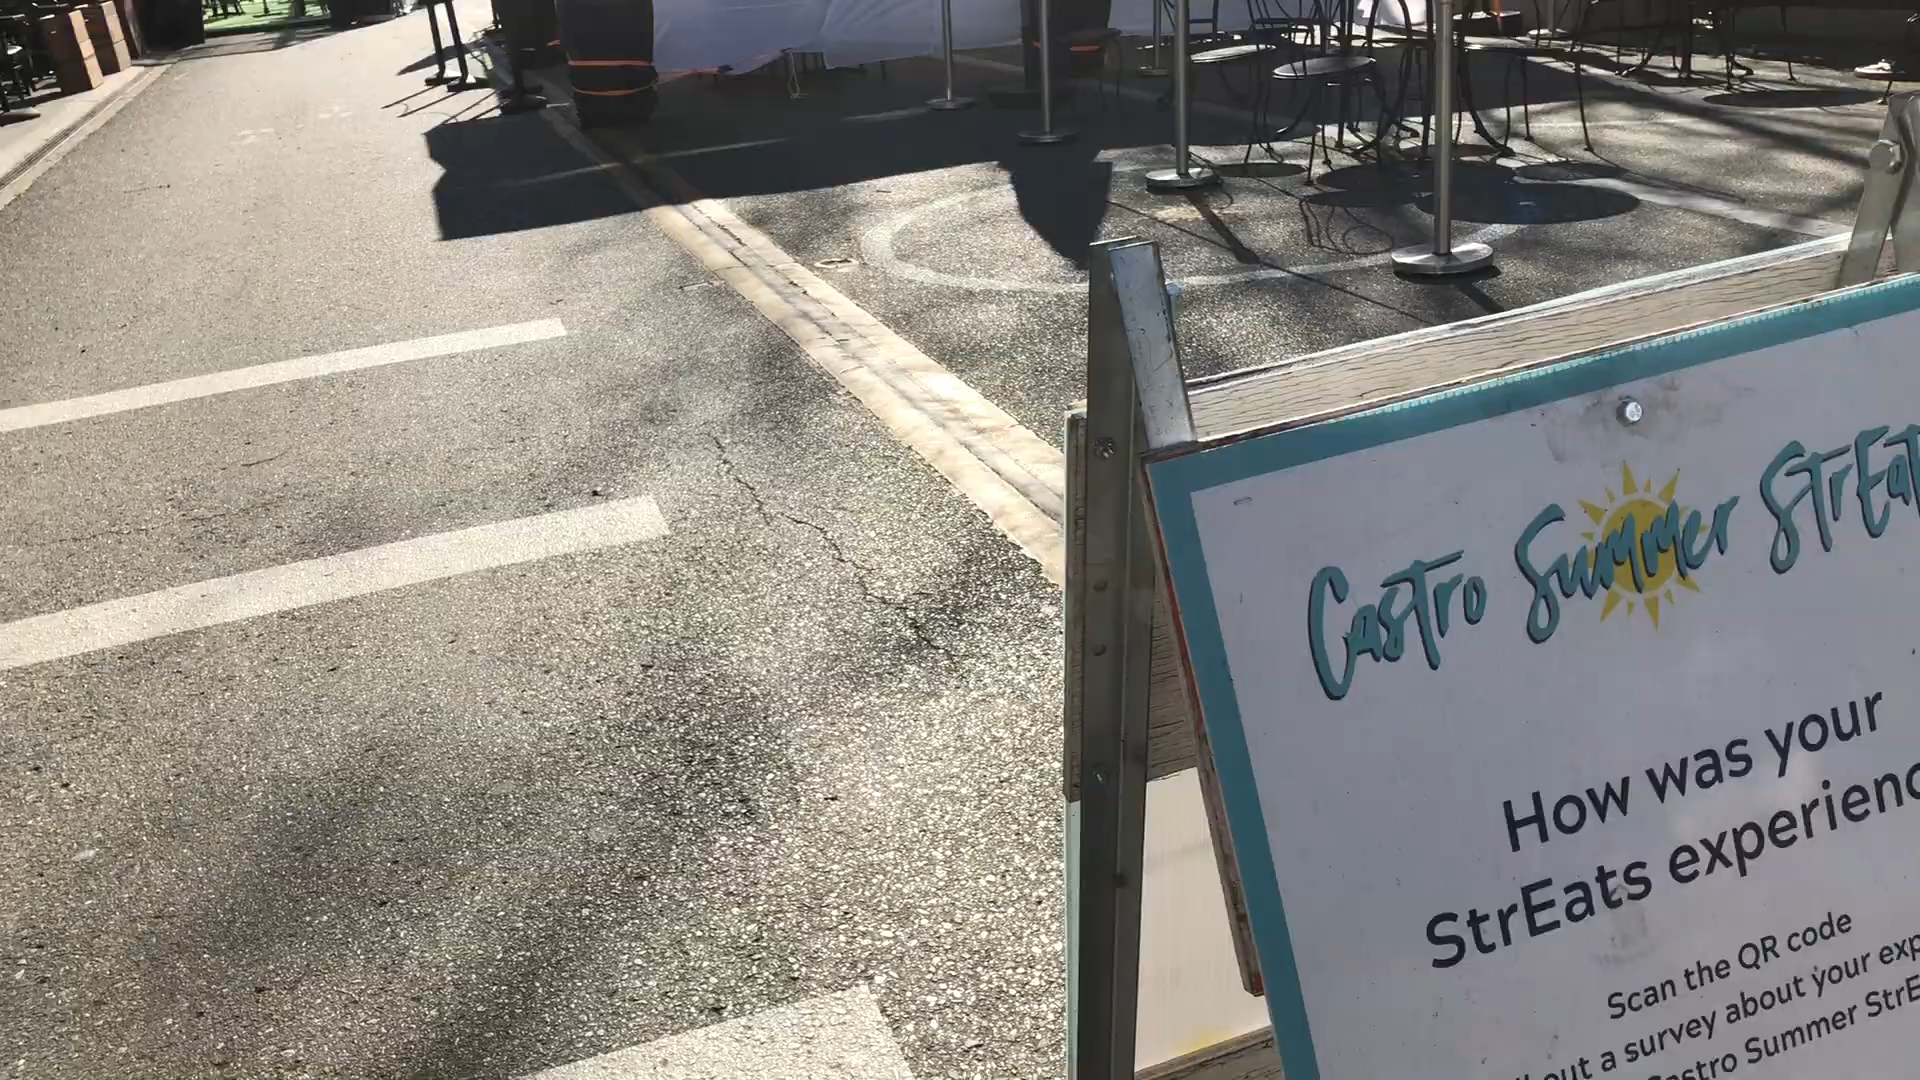 Castro Summer StrEat
How was your
StrEats experienc
Scan the QR code
out a survey about your exp
Castro Summer StrE